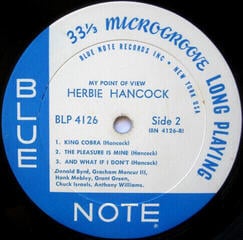 33⅓ MICROGROOVE LONG PLAYING
BLUE NOTE RECORDS INC • NEW YORK USA
MY POINT OF VIEW
HERBIE HANCOCK
BLP 4126 Side 2
(BN 4126-B)
1. KING COBRA (Hancock)
2. THE PLEASURE IS MINE (Hancock)
3. AND WHAT IF I DON'T (Hancock)
Donald Byrd, Grachan Moncur III,
Hank Mobley, Grant Green,
Chuck Israels, Anthony Williams.
BLUE
NOTE